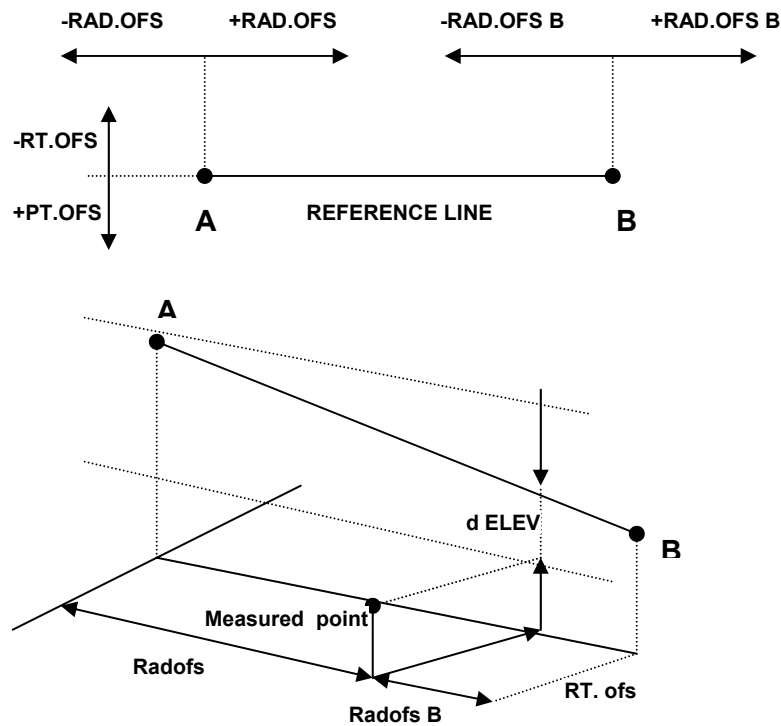 -RAD.OFS +RAD.OFS -RAD.OFS B +RAD.OFS B
-RT.OFS
+PT.OFS
A REFERENCE LINE B
A
d ELEV
B
Measured point
Radofs
RT. ofs
Radofs B